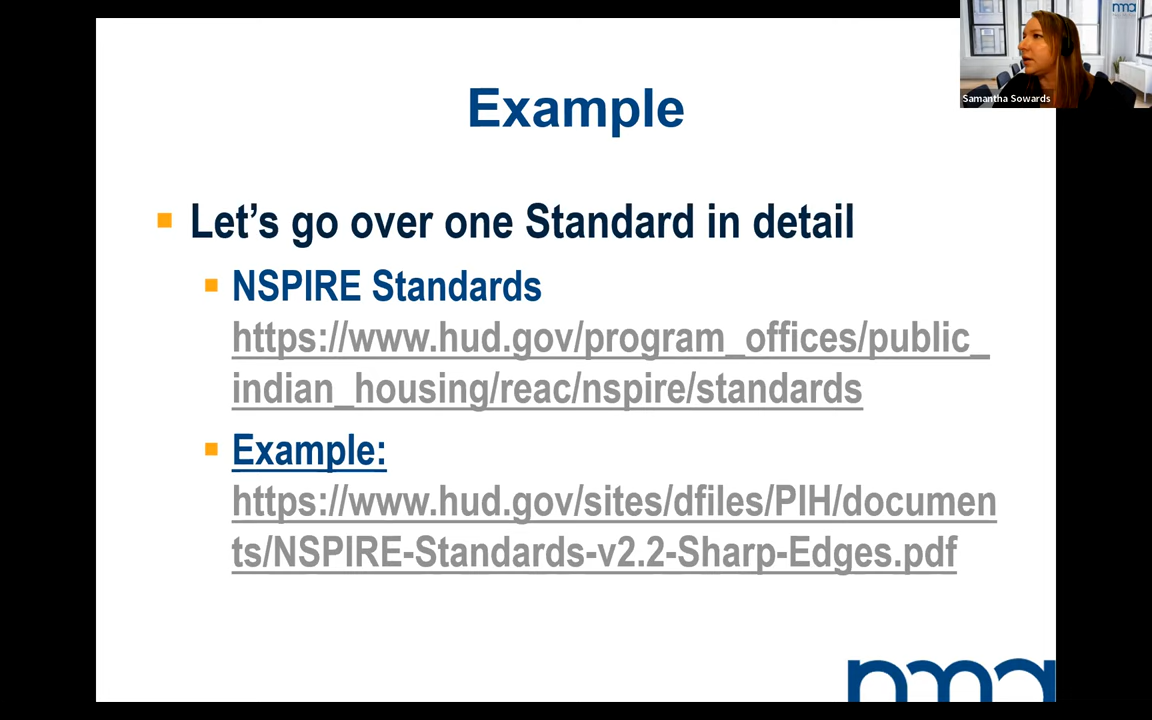 nma
Samantha Sowards
Example
Let's go over one Standard in detail
NSPIRE Standards
https://www.hud.gov/program_offices/public_
indian_housing/reac/nspire/standards
Example:
https://www.hud.gov/sites/dfiles/PIH/documen
ts/NSPIRE-Standards-v2.2-Sharp-Edges.pdf
nma